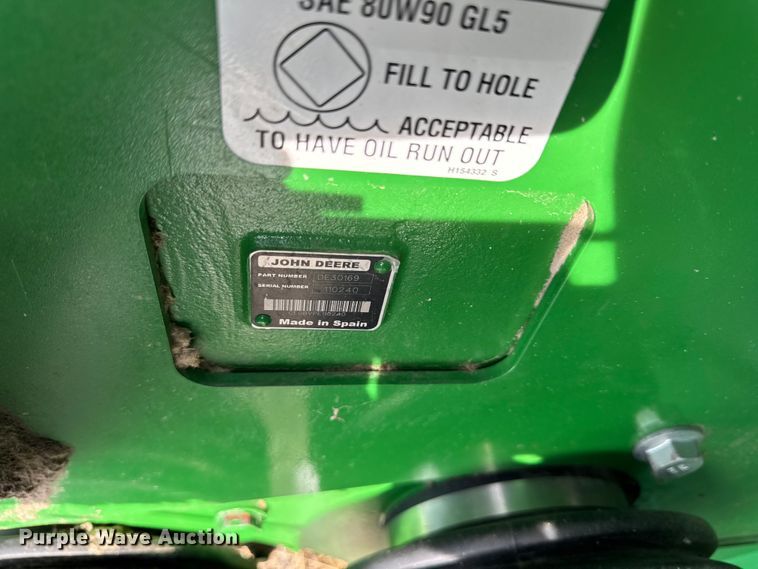 SAE 80W90 GL5
FILL TO HOLE
ACCEPTABLE
TO HAVE OIL RUN OUT
H154332 S
JOHN DEERE
PART NUMBER DE30169
SERIAL NUMBER 110240
Made in Spain
Purple Wave Auction